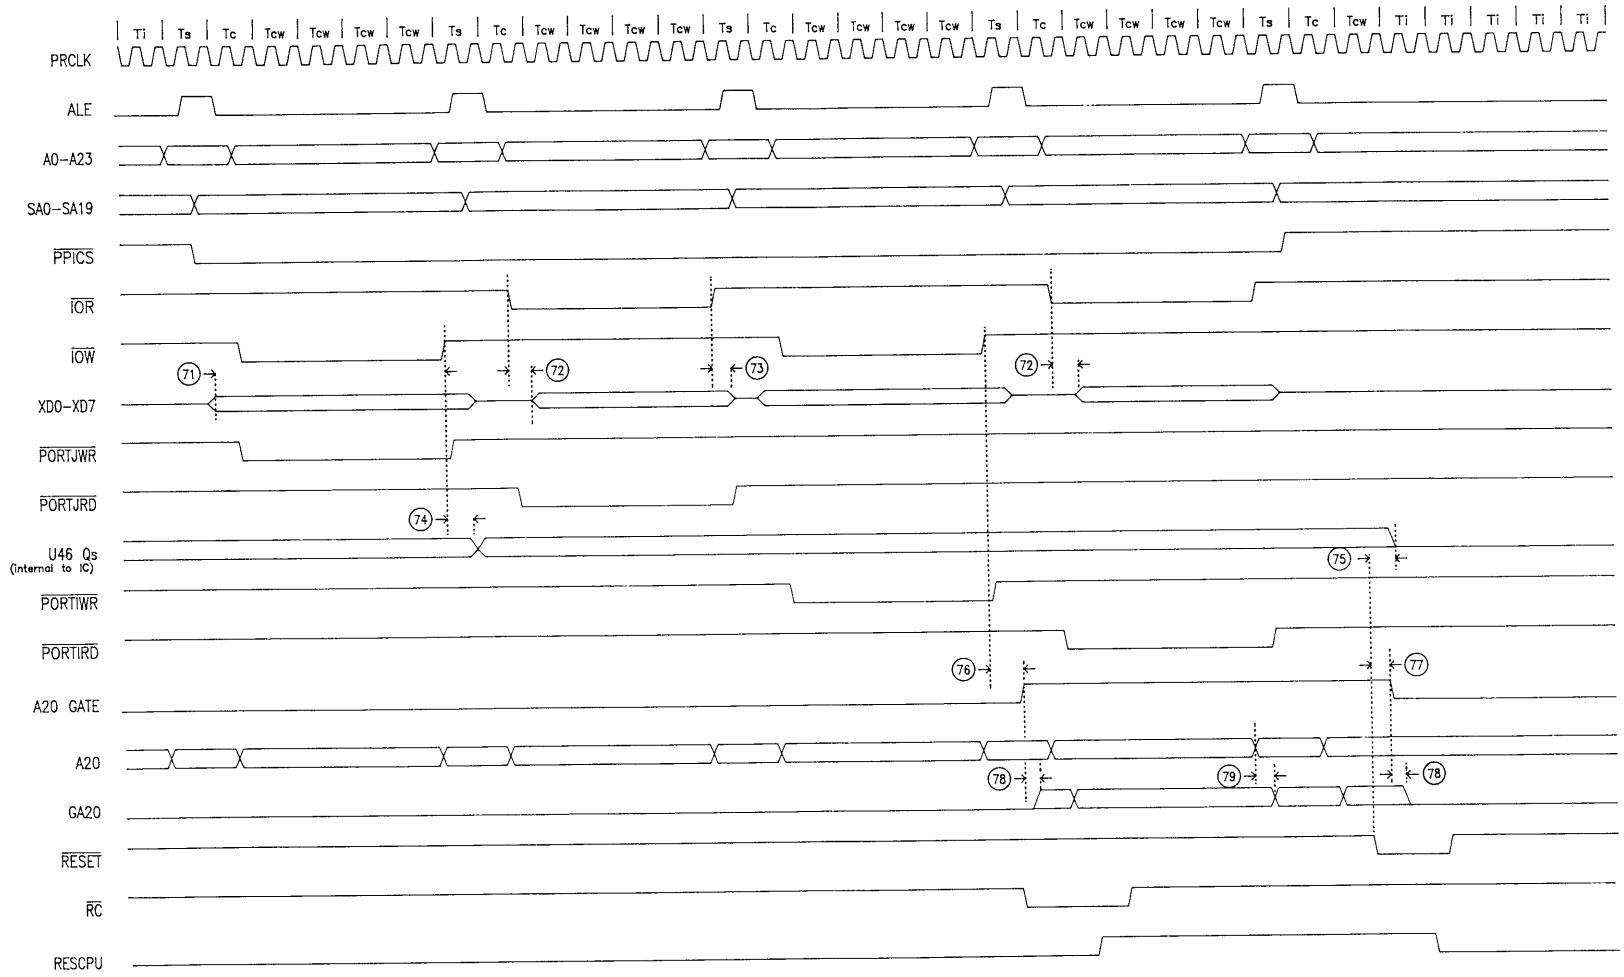 Ti Ts Tc Tcw Tcw Tcw Tcw Ts Tc Tcw Tcw Tcw Tcw Ts Tc Tcw Tcw Tcw Tcw Ts Tc Tcw Tcw Tcw Tcw Ts Tc Tcw Ti Ti Ti Ti Ti
PRCLK
ALE
A0-A23
SA0-SA19
PPICS
IOR
IOW
71 72 73 72
XD0-XD7
PORTJWR
PORTJRD
74
U46 Qs
(internal to IC)
75
PORTIWR
PORTIRD
76 77
A20 GATE
A20
78 79 78
GA20
RESET
RC
RESCPU